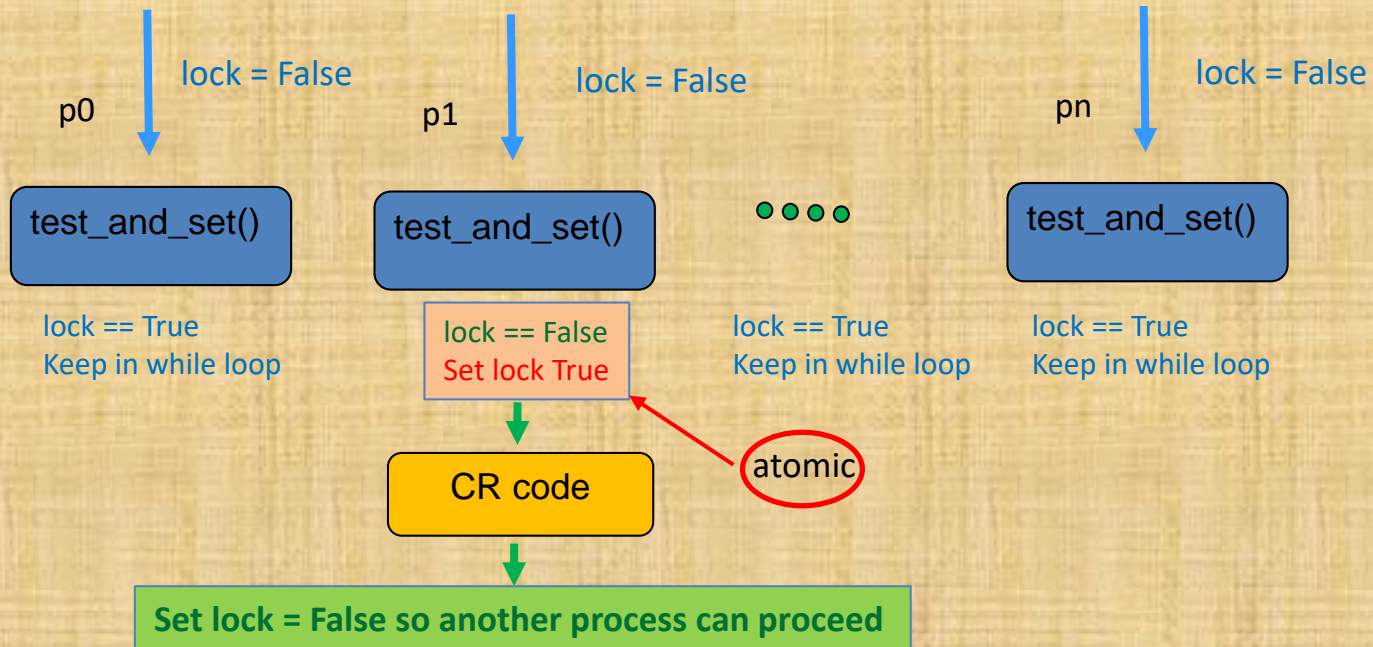 lock = False
lock = False
lock = False
p0
p1
pn
test_and_set()
test_and_set()
test_and_set()
lock == True
Keep in while loop
lock == False
Set lock True
lock == True
Keep in while loop
lock == True
Keep in while loop
atomic
CR code
Set lock = False so another process can proceed